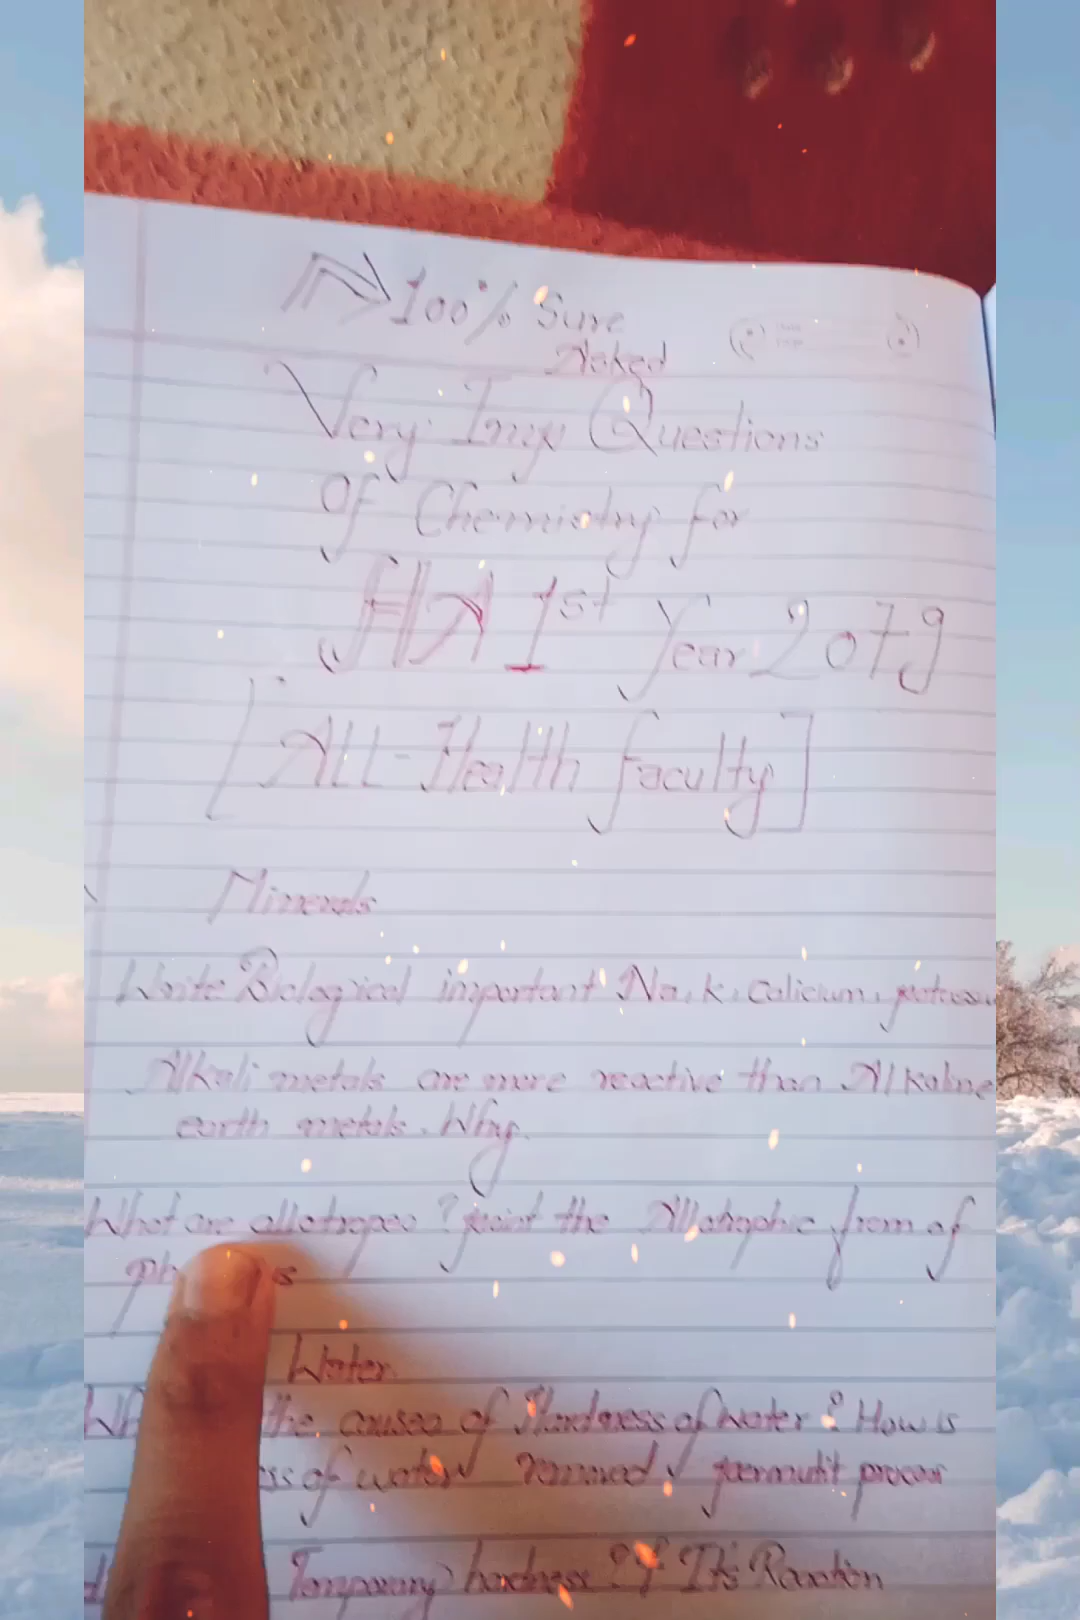 100% Sure
Asked
Very Imp Questions
Of Chemistry for
HA 1st Year 2079
[ALL-Health faculty]
Minerals
Write Biological important Na, K, Calicium,
Alkali metals are more reactive than Alkaline
earth metals. Why.
What are allotropes? point the Allotrophic from of
Water
the causes of Hardness of water? How is
of water removed permutit process
Temporary hardness of It's Reaction